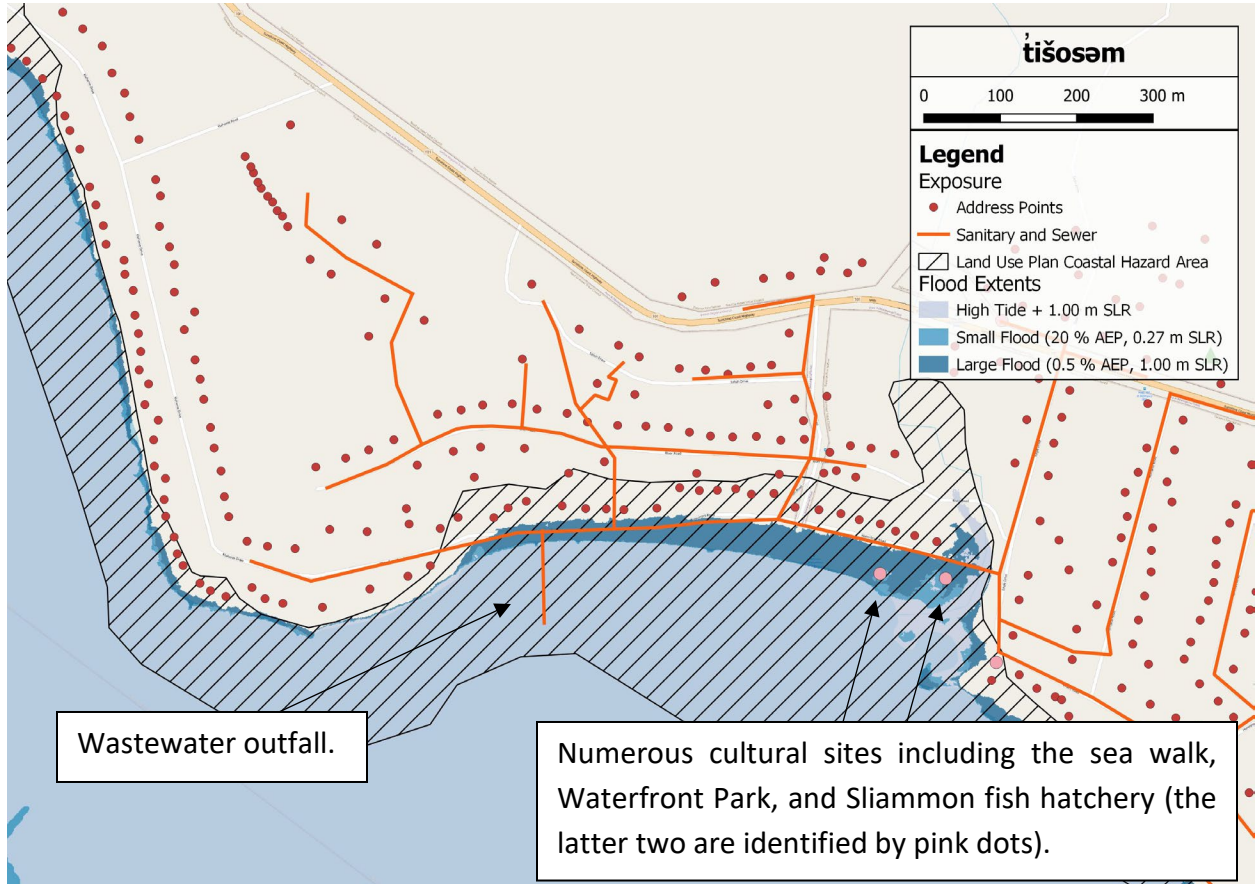 t̓išosəm
0 100 200 300 m
Legend
Exposure
Address Points
Sanitary and Sewer
Land Use Plan Coastal Hazard Area
Flood Extents
High Tide + 1.00 m SLR
Small Flood (20 % AEP, 0.27 m SLR)
Large Flood (0.5 % AEP, 1.00 m SLR)
Wastewater outfall.
Numerous cultural sites including the sea walk,
Waterfront Park, and Sliammon fish hatchery (the
latter two are identified by pink dots).